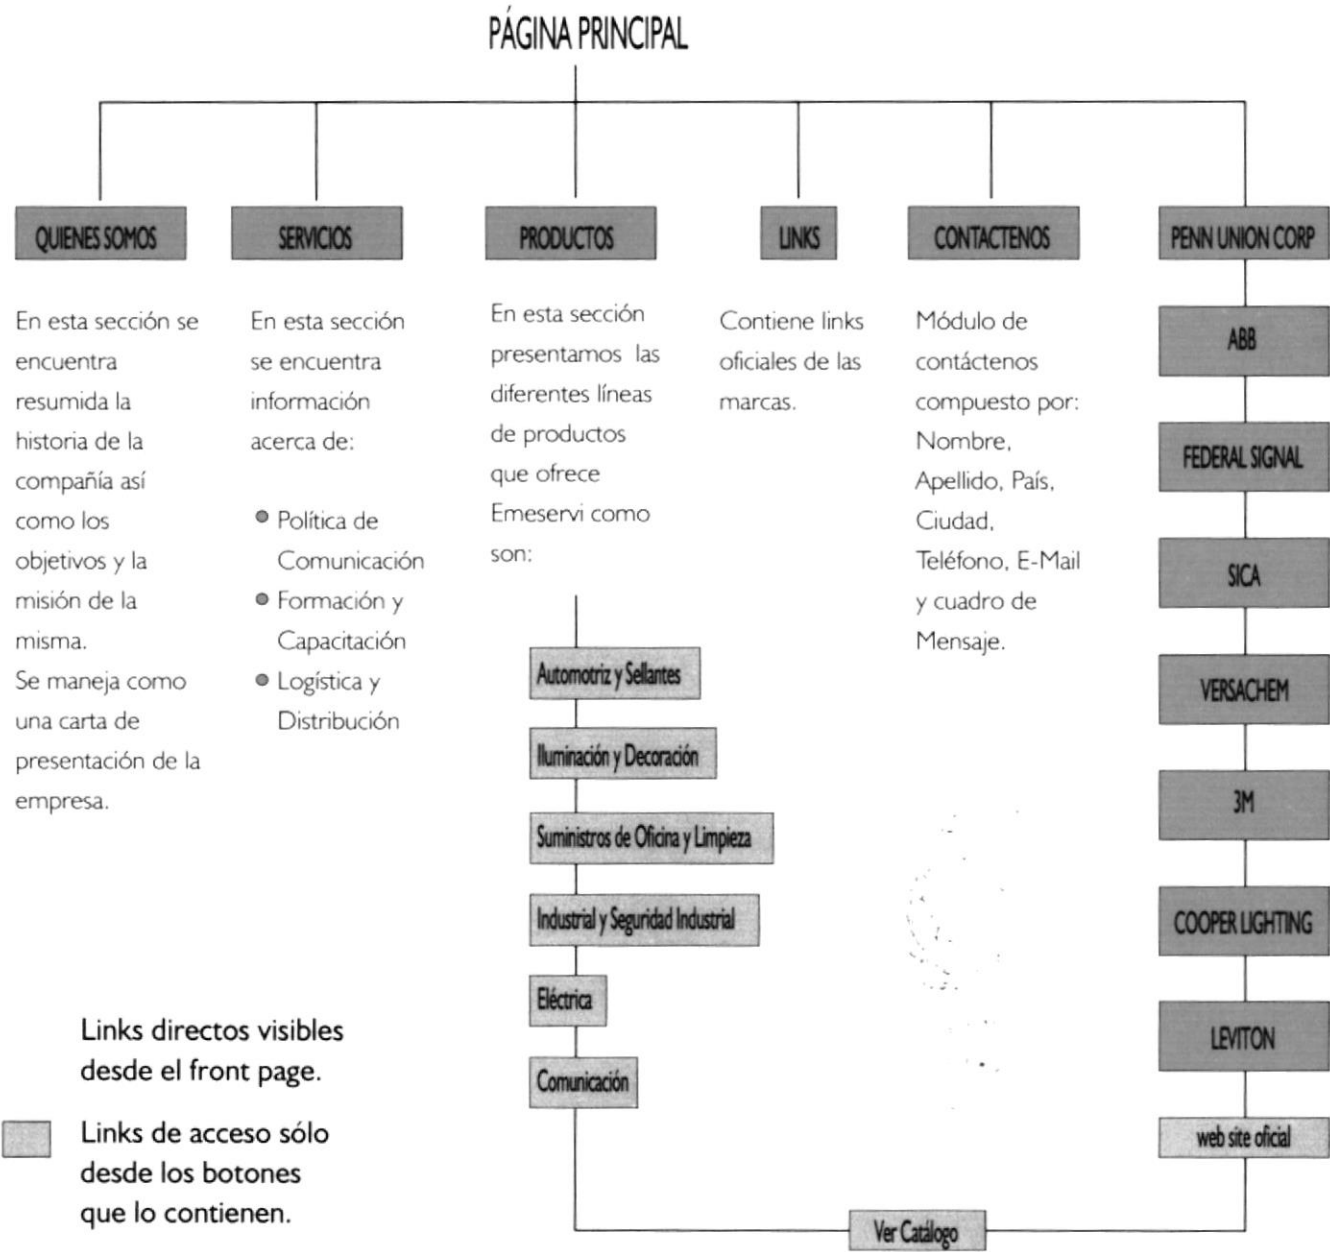 PÁGINA PRINCIPAL
QUIENES SOMOS
En esta sección se
encuentra
resumida la
historia de la
compañía así
como los
objetivos y la
misión de la
misma.
Se maneja como
una carta de
presentación de la
empresa.
SERVICIOS
En esta sección
se encuentra
información
acerca de:
Política de
Comunicación
Formación y
Capacitación
Logística y
Distribución
PRODUCTOS
En esta sección
presentamos las
diferentes líneas
de productos
que ofrece
Emeservi como
son:
Automotriz y Sellantes
Iluminación y Decoración
Suministros de Oficina y Limpieza
Industrial y Seguridad Industrial
Eléctrica
Comunicación
LINKS
Contiene links
oficiales de las
marcas.
CONTACTENOS
Módulo de
contáctenos
compuesto por:
Nombre,
Apellido, País,
Ciudad,
Teléfono, E-Mail
y cuadro de
Mensaje.
PENN UNION CORP
ABB
FEDERAL SIGNAL
SICA
VERSACHEM
3M
COOPER LIGHTING
LEVITON
web site oficial
Ver Catálogo
Links directos visibles
desde el front page.
Links de acceso sólo
desde los botones
que lo contienen.